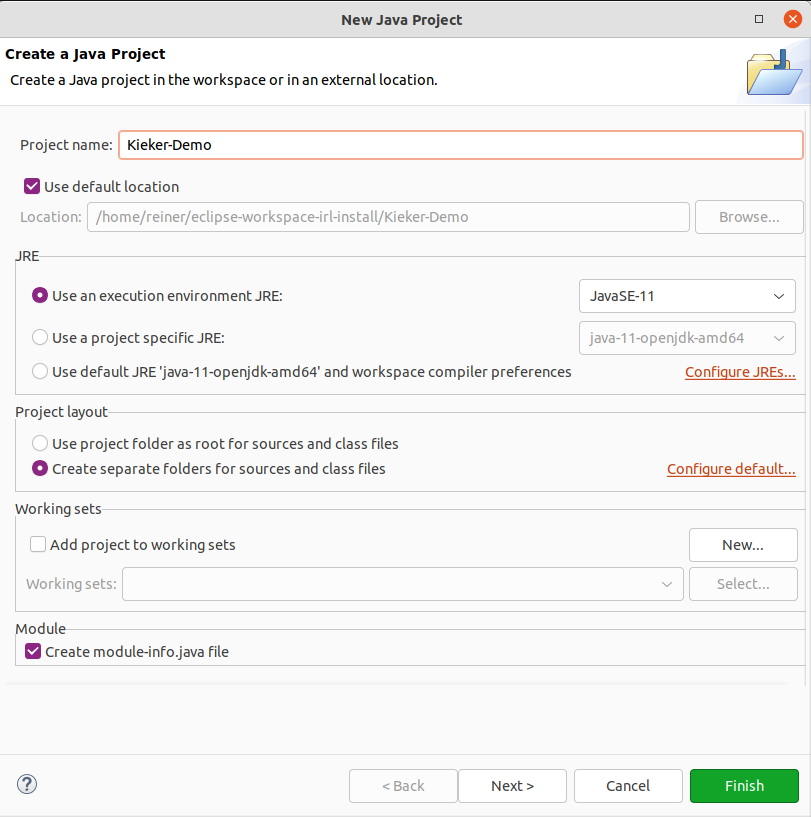 New Java Project
Create a Java Project
Create a Java project in the workspace or in an external location.
Project name: Kieker-Demo
Use default location
Location: /home/reiner/eclipse-workspace-irl-install/Kieker-Demo Browse...
JRE
Use an execution environment JRE: JavaSE-11
Use a project specific JRE: java-11-openjdk-amd64
Use default JRE 'java-11-openjdk-amd64' and workspace compiler preferences Configure JREs...
Project layout
Use project folder as root for sources and class files
Create separate folders for sources and class files Configure default...
Working sets
Add project to working sets New...
Working sets: Select...
Module
Create module-info.java file
? < Back Next > Cancel Finish